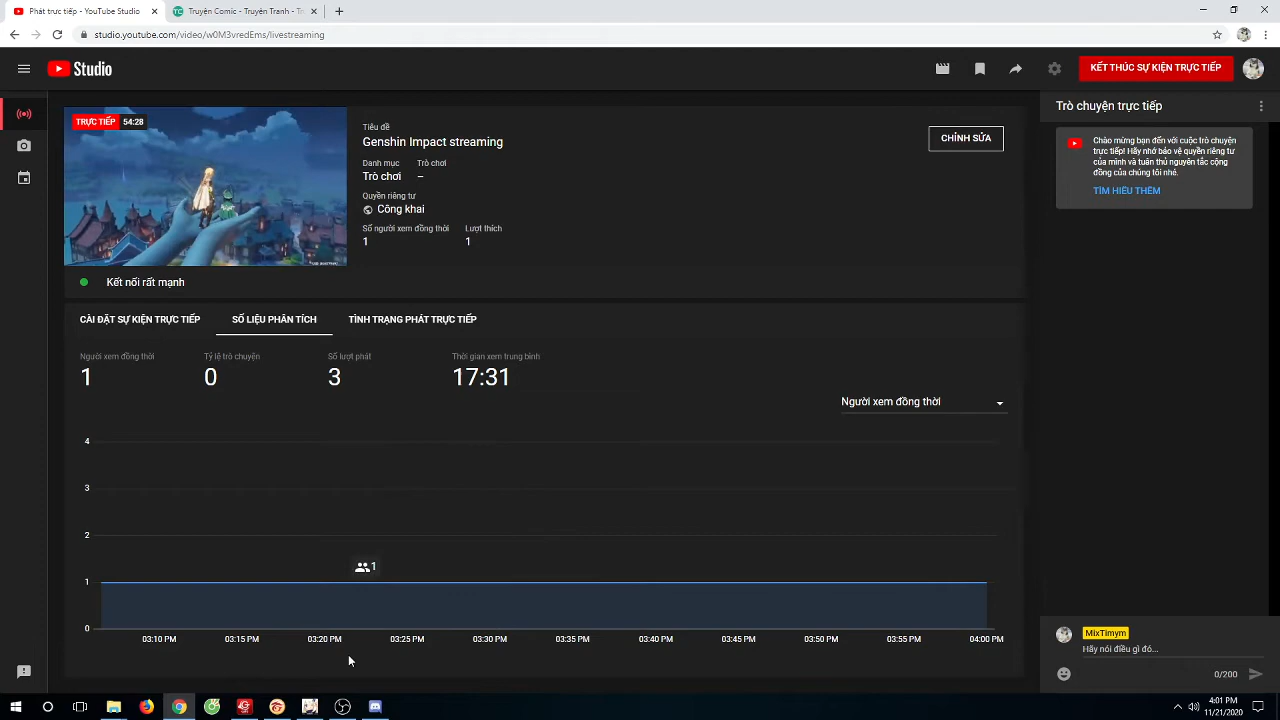 Phát trực tiếp - YouTube Studio
Truyện Comic - Truyện Tranh - Tr
studio.youtube.com/video/w0M3vredEms/livestreaming
Studio
KẾT THÚC SỰ KIỆN TRỰC TIẾP
TRỰC TIẾP 54:28
Tiêu đề
Genshin Impact streaming
CHỈNH SỬA
Danh mục Trò chơi
Trò chơi –
Quyền riêng tư
Công khai
Số người xem đồng thời Lượt thích
1 1
Kết nối rất mạnh
CÀI ĐẶT SỰ KIỆN TRỰC TIẾP SỐ LIỆU PHÂN TÍCH TÌNH TRẠNG PHÁT TRỰC TIẾP
Người xem đồng thời Tỷ lệ trò chuyện Số lượt phát Thời gian xem trung bình
1 0 3 17:31
Người xem đồng thời
4
3
2
1
1
0
03:10 PM 03:15 PM 03:20 PM 03:25 PM 03:30 PM 03:35 PM 03:40 PM 03:45 PM 03:50 PM 03:55 PM 04:00 PM
Trò chuyện trực tiếp
Chào mừng bạn đến với cuộc trò chuyện
trực tiếp! Hãy nhớ bảo vệ quyền riêng tư
của mình và tuân thủ nguyên tắc cộng
đồng của chúng tôi nhé.
TÌM HIỂU THÊM
MixTimym
Hãy nói điều gì đó...
0/200
4:01 PM
11/21/2020